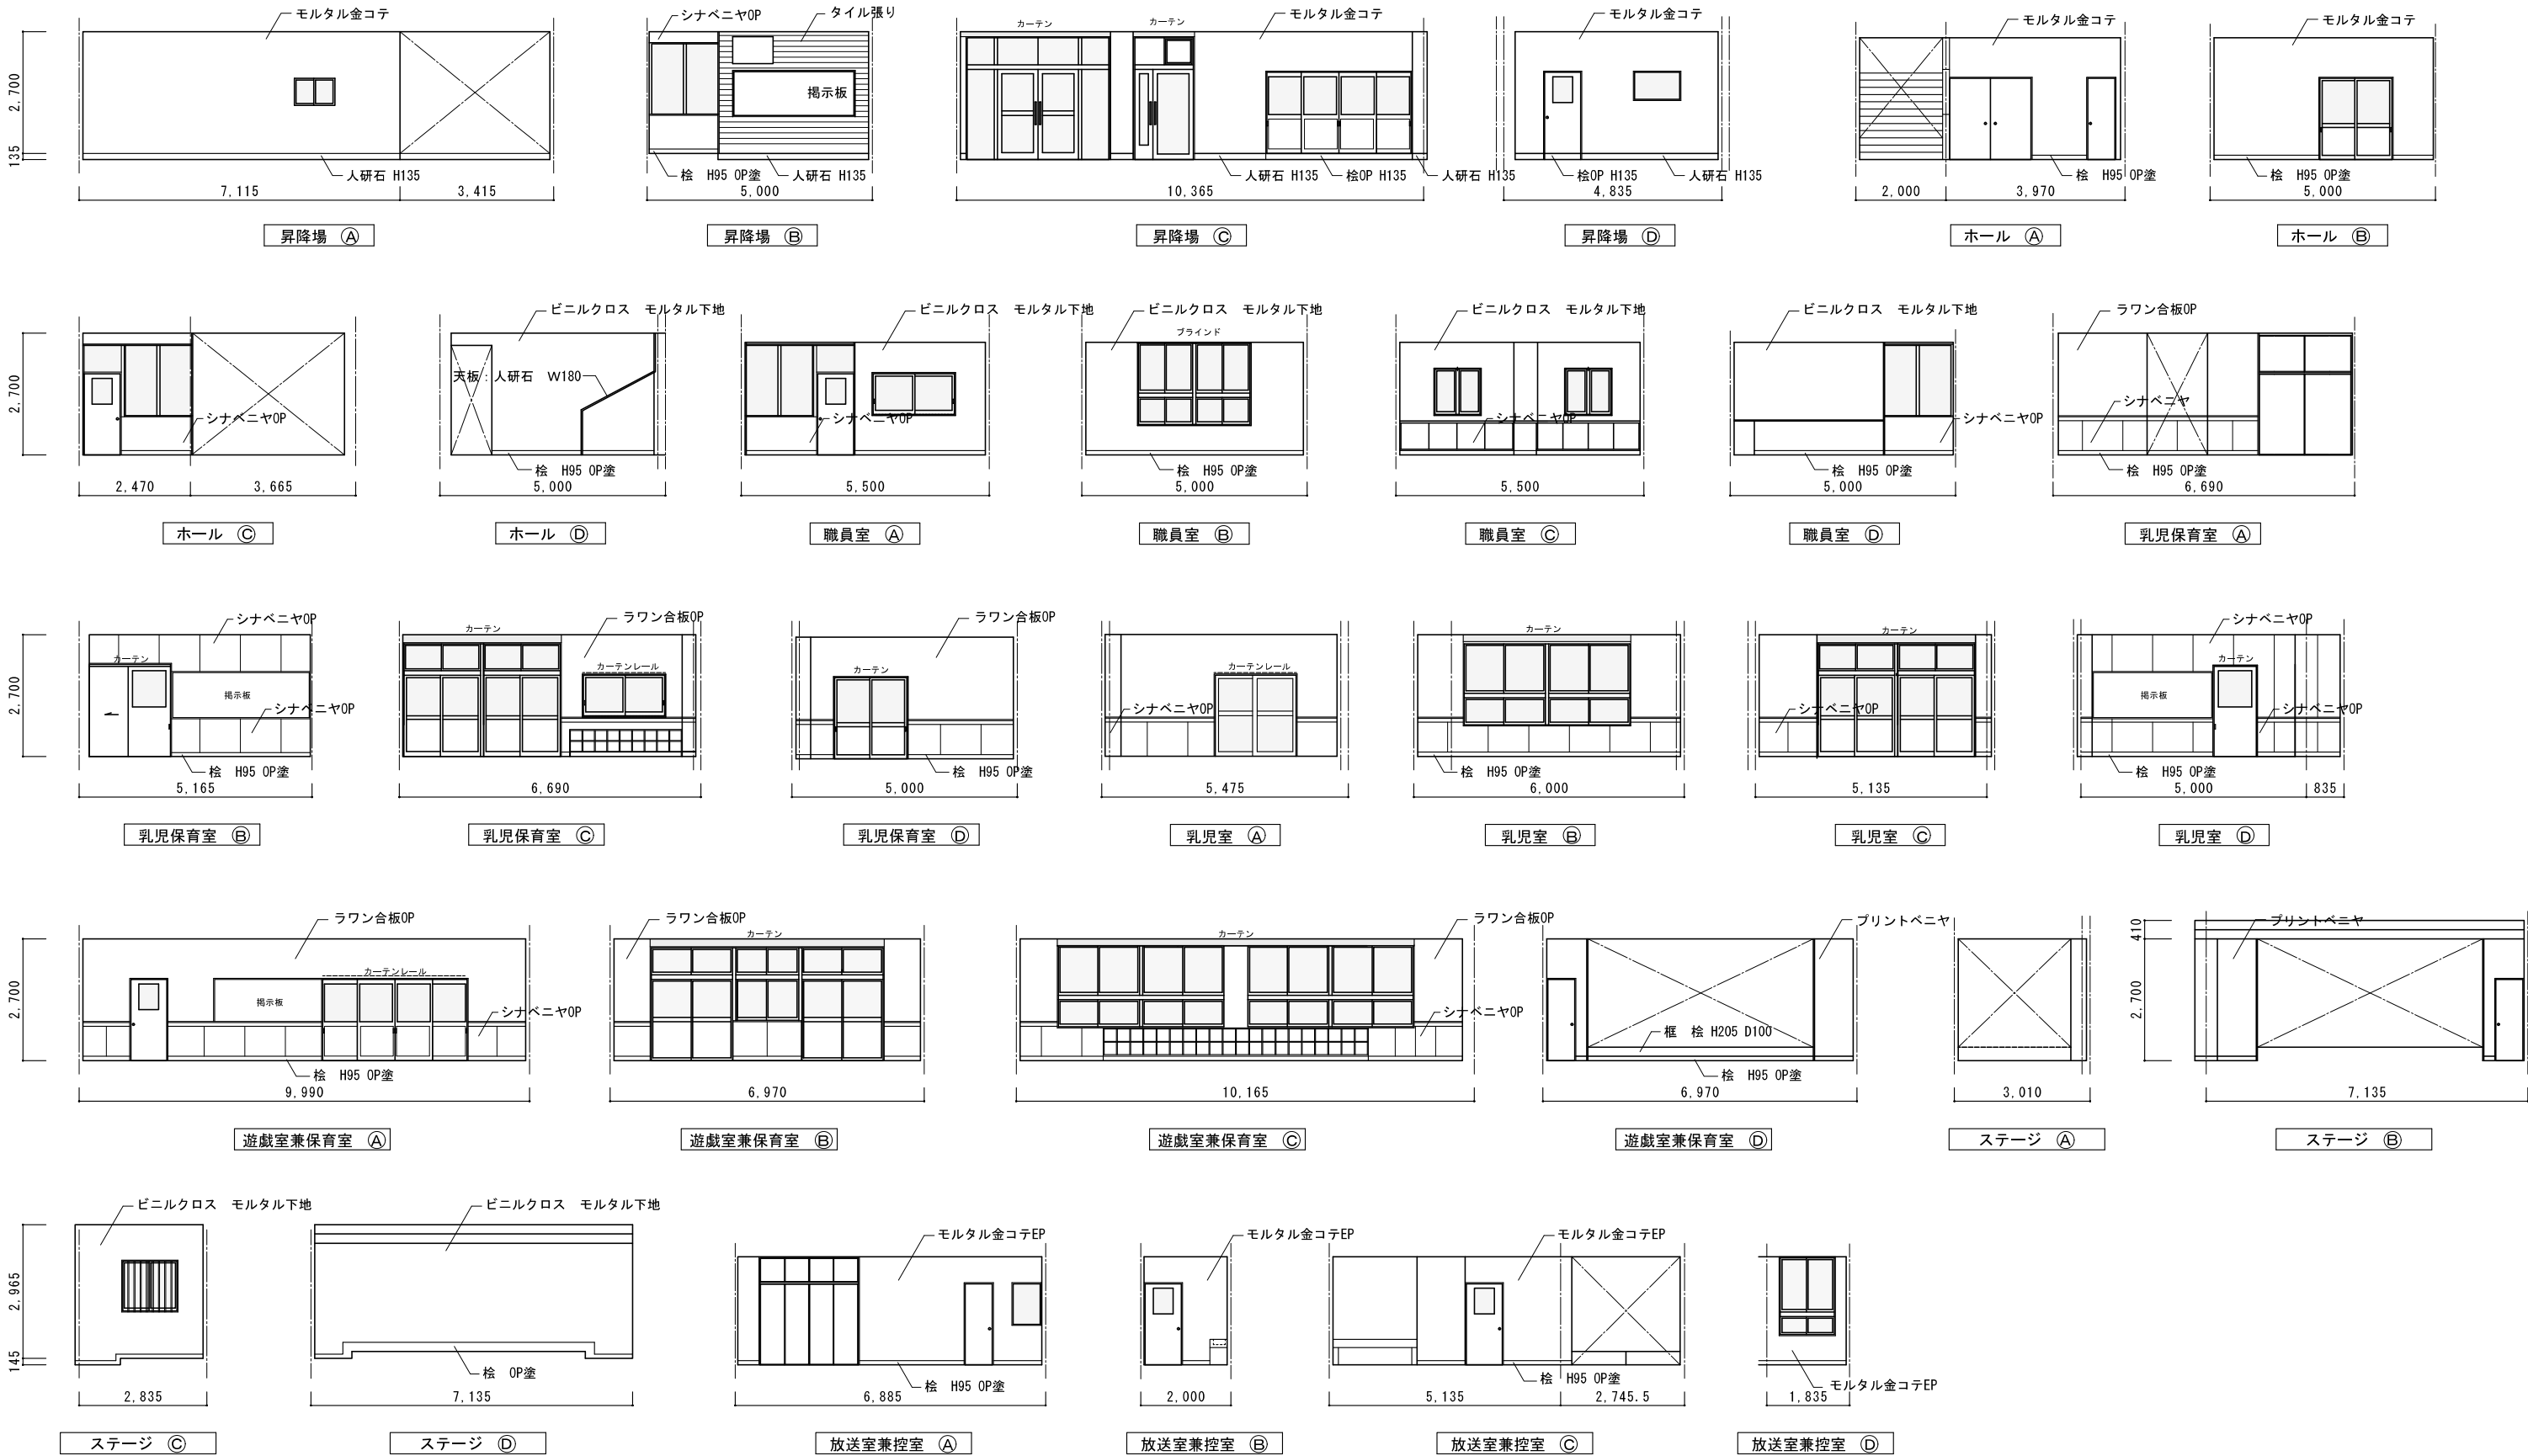 モルタル金コテ
2,700
135
人研石 H135
7,115
3,415
昇降場 Ⓐ
シナベニヤOP
タイル張り
掲示板
桧 H95 OP塗
人研石 H135
5,000
昇降場 Ⓑ
カーテン
カーテン
モルタル金コテ
人研石 H135
桧OP H135
人研石 H135
10,365
昇降場 Ⓒ
モルタル金コテ
桧OP H135
人研石 H135
4,835
昇降場 Ⓓ
モルタル金コテ
桧 H95 OP塗
2,000
3,970
ホール Ⓐ
モルタル金コテ
桧 H95 OP塗
5,000
ホール Ⓑ
2,700
シナベニヤOP
2,470
3,665
ホール Ⓒ
ビニルクロス モルタル下地
天板：人研石 W180
桧 H95 OP塗
5,000
ホール Ⓓ
ビニルクロス モルタル下地
シナベニヤOP
5,500
職員室 Ⓐ
ビニルクロス モルタル下地
ブラインド
桧 H95 OP塗
5,000
職員室 Ⓑ
ビニルクロス モルタル下地
シナベニヤOP
5,500
職員室 Ⓒ
ビニルクロス モルタル下地
シナベニヤOP
桧 H95 OP塗
5,000
職員室 Ⓓ
ラワン合板OP
シナベニヤ
桧 H95 OP塗
6,690
乳児保育室 Ⓐ
2,700
シナベニヤOP
カーテン
掲示板
シナベニヤOP
桧 H95 OP塗
5,165
乳児保育室 Ⓑ
カーテン
ラワン合板OP
カーテンレール
6,690
乳児保育室 Ⓒ
ラワン合板OP
カーテン
桧 H95 OP塗
5,000
乳児保育室 Ⓓ
カーテンレール
シナベニヤOP
5,475
乳児室 Ⓐ
カーテン
桧 H95 OP塗
6,000
乳児室 Ⓑ
カーテン
シナベニヤOP
5,135
乳児室 Ⓒ
シナベニヤOP
カーテン
掲示板
シナベニヤOP
桧 H95 OP塗
5,000
835
乳児室 Ⓓ
2,700
ラワン合板OP
カーテンレール
掲示板
シナベニヤOP
桧 H95 OP塗
9,990
遊戯室兼保育室 Ⓐ
ラワン合板OP
カーテン
6,970
遊戯室兼保育室 Ⓑ
カーテン
ラワン合板OP
シナベニヤOP
10,165
遊戯室兼保育室 Ⓒ
プリントベニヤ
框 桧 H205 D100
桧 H95 OP塗
6,970
遊戯室兼保育室 Ⓓ
3,010
ステージ Ⓐ
410
2,700
プリントベニヤ
7,135
ステージ Ⓑ
ビニルクロス モルタル下地
2,965
145
2,835
ステージ Ⓒ
ビニルクロス モルタル下地
桧 OP塗
7,135
ステージ Ⓓ
モルタル金コテEP
桧 H95 OP塗
6,885
放送室兼控室 Ⓐ
モルタル金コテEP
2,000
放送室兼控室 Ⓑ
モルタル金コテEP
桧 H95 OP塗
5,135
2,745.5
放送室兼控室 Ⓒ
モルタル金コテEP
1,835
放送室兼控室 Ⓓ